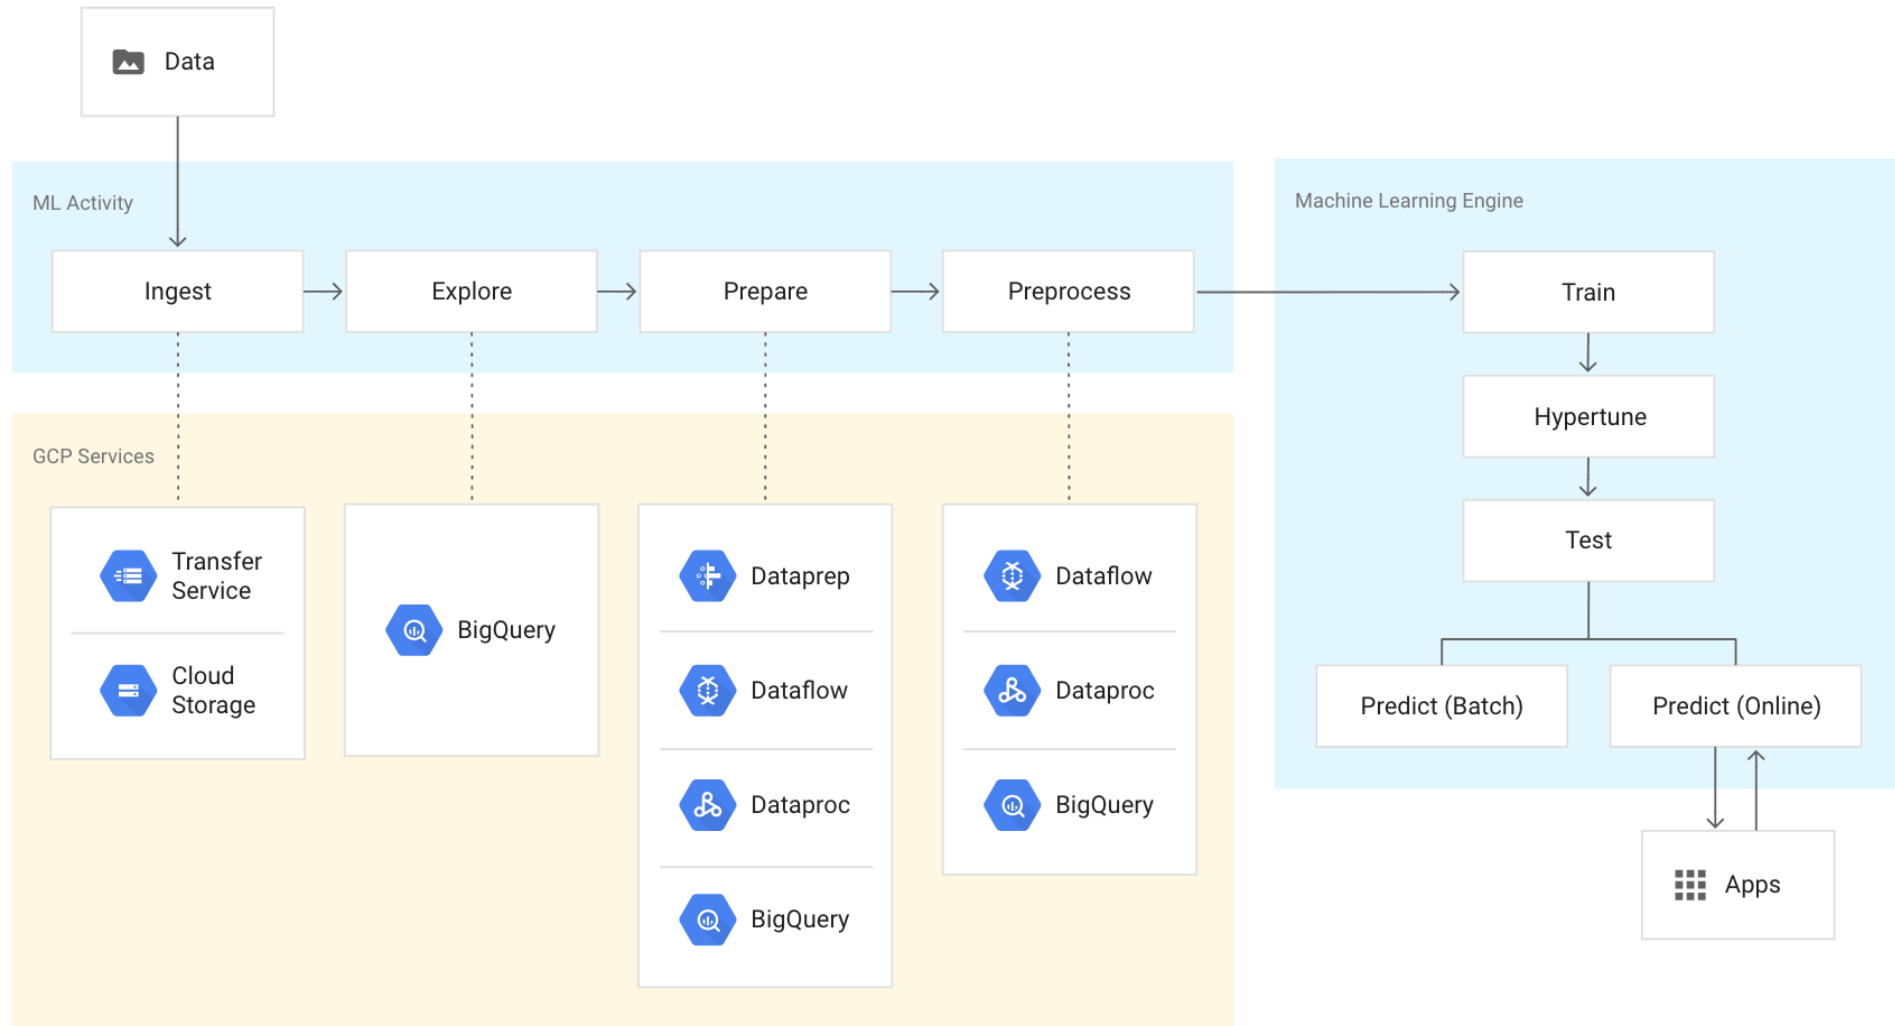 Data
ML Activity
Ingest
Explore
Prepare
Preprocess
GCP Services
Transfer
Service
Cloud
Storage
BigQuery
Dataprep
Dataflow
Dataproc
BigQuery
Dataflow
Dataproc
BigQuery
Machine Learning Engine
Train
Hypertune
Test
Predict (Batch)
Predict (Online)
Apps